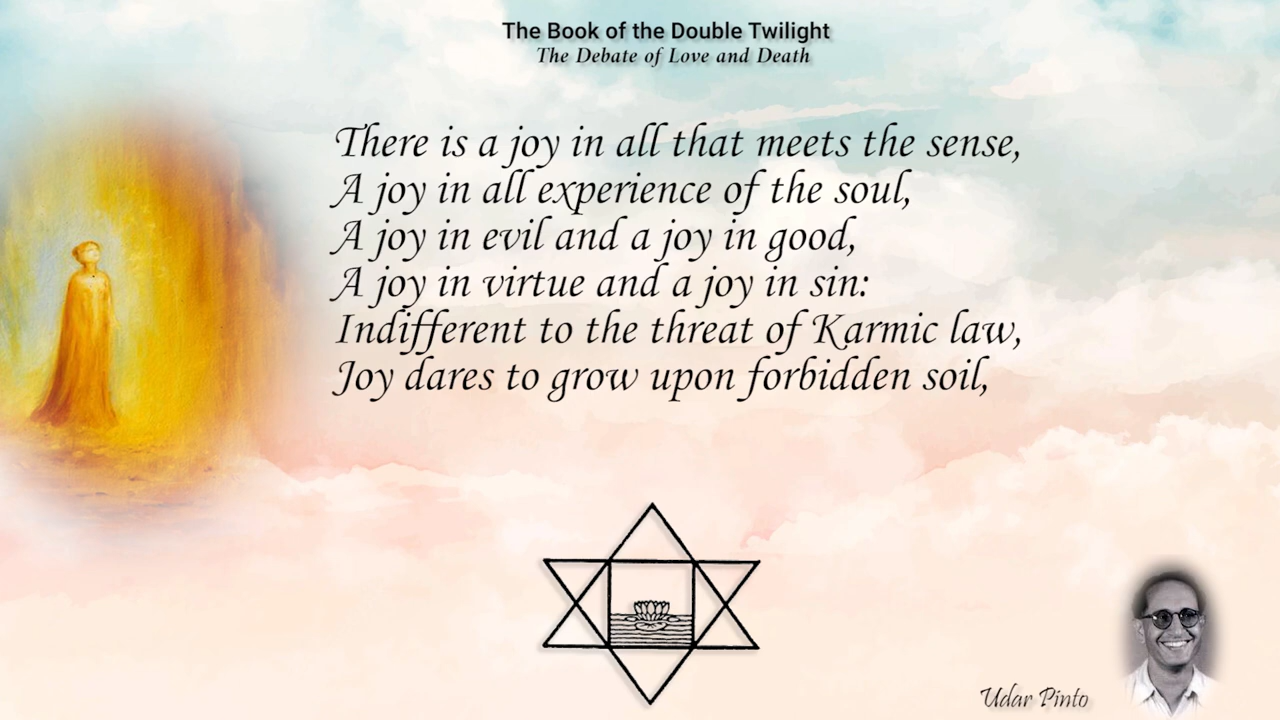 The Book of the Double Twilight
The Debate of Love and Death
There is a joy in all that meets the sense,
A joy in all experience of the soul,
A joy in evil and a joy in good,
A joy in virtue and a joy in sin:
Indifferent to the threat of Karmic law,
Joy dares to grow upon forbidden soil,
Udar Pinto